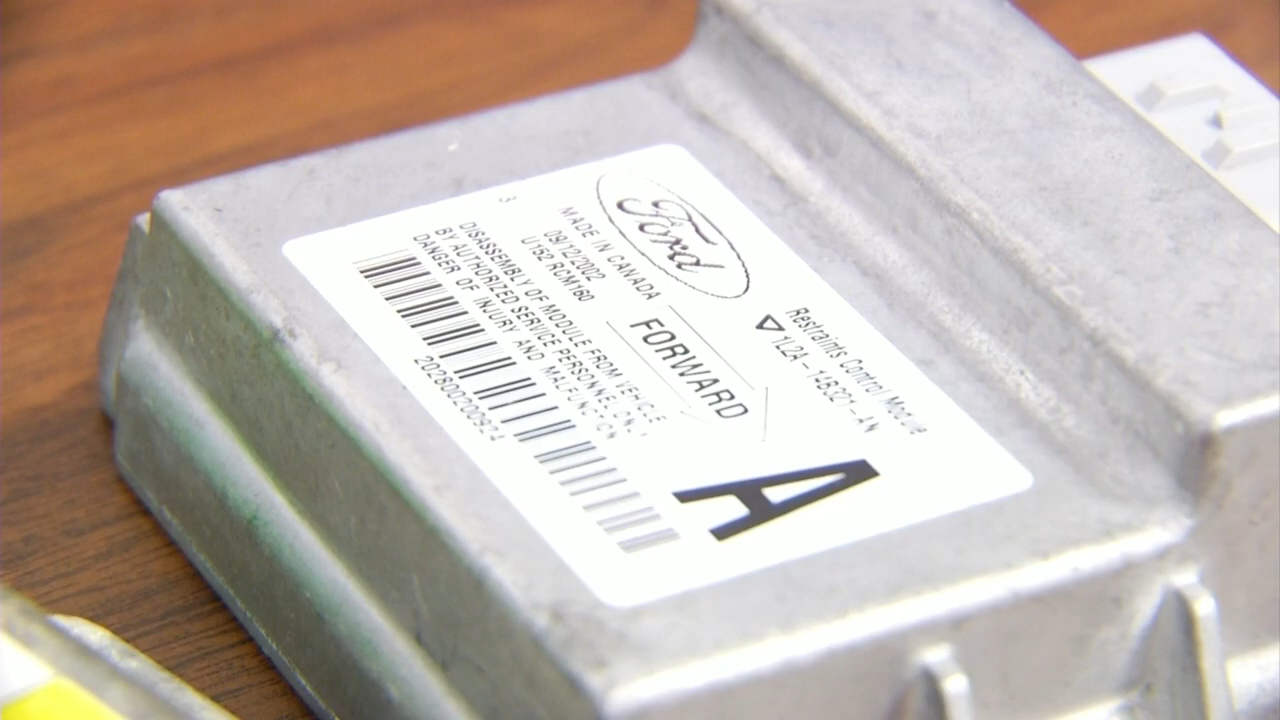 Ford
Restraints Control Module
1L2A-14B321-AN
MADE IN CANADA
09/12/2002
U152 RCM160
FORWARD
3
DISASSEMBLY OF MODULE FROM VEHICLE
BY AUTHORIZED SERVICE PERSONNEL ONLY.
DANGER OF INJURY AND MALFUNCTION
A